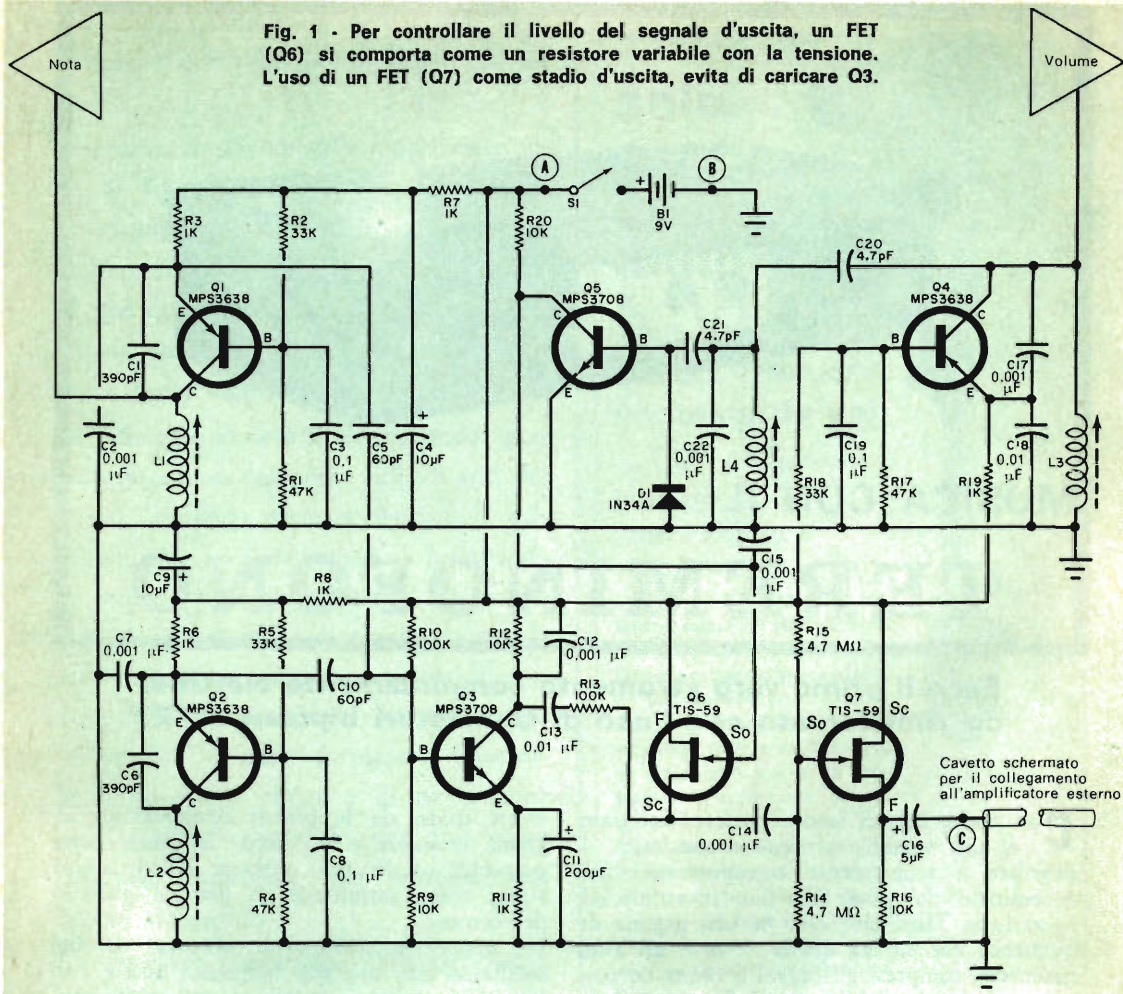 Fig. 1 - Per controllare il livello del segnale d'uscita, un FET
(Q6) si comporta come un resistore variabile con la tensione.
L'uso di un FET (Q7) come stadio d'uscita, evita di caricare Q3.
Nota
Volume
A
B
S1
+
B1
9V
R3
1K
R2
33K
R7
1K
R20
10K
C20
4.7pF
Q1
MPS3638
E
B
C
C1
390pF
Q5
MPS3708
C
B
E
C21
4.7pF
Q4
MPS3638
C
B
E
C17
0,001
µF
C2
0,001
µF
L1
R1
47K
C3
0,1
µF
C5
60pF
+
C4
10µF
D1
1N34A
C22
0,001
µF
L4
R18
33K
C19
0,1
µF
R17
47K
R19
1K
C18
0,01
µF
L3
C9
10µF
+
R8
1K
C15
0,001
µF
C7
0,001 µF
R6
1K
R5
33K
C10
60pF
R10
100K
R12
10K
C12
0,001 µF
R15
4,7 MΩ
Q2
MPS3638
E
B
C
C6
390pF
Q3
MPS3708
C
B
E
R13
100K
C13
0,01 µF
Q6
TIS-59
F
So
Sc
Q7
TIS-59
Sc
So
F
Cavetto schermato
per il collegamento
all'amplificatore esterno
+
C16
5µF
C
C14
0,001 µF
L2
R4
47K
C8
0,1 µF
R9
10K
R11
1K
+
C11
200µF
R14
4,7 MΩ
R16
10K